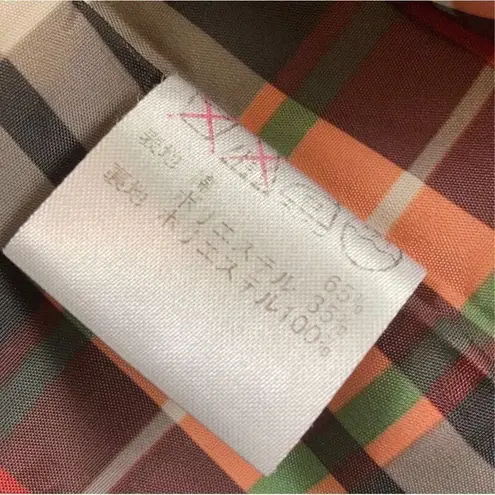 表地 綿 65%
ポリエステル 35%
裏地 ポリエステル100%